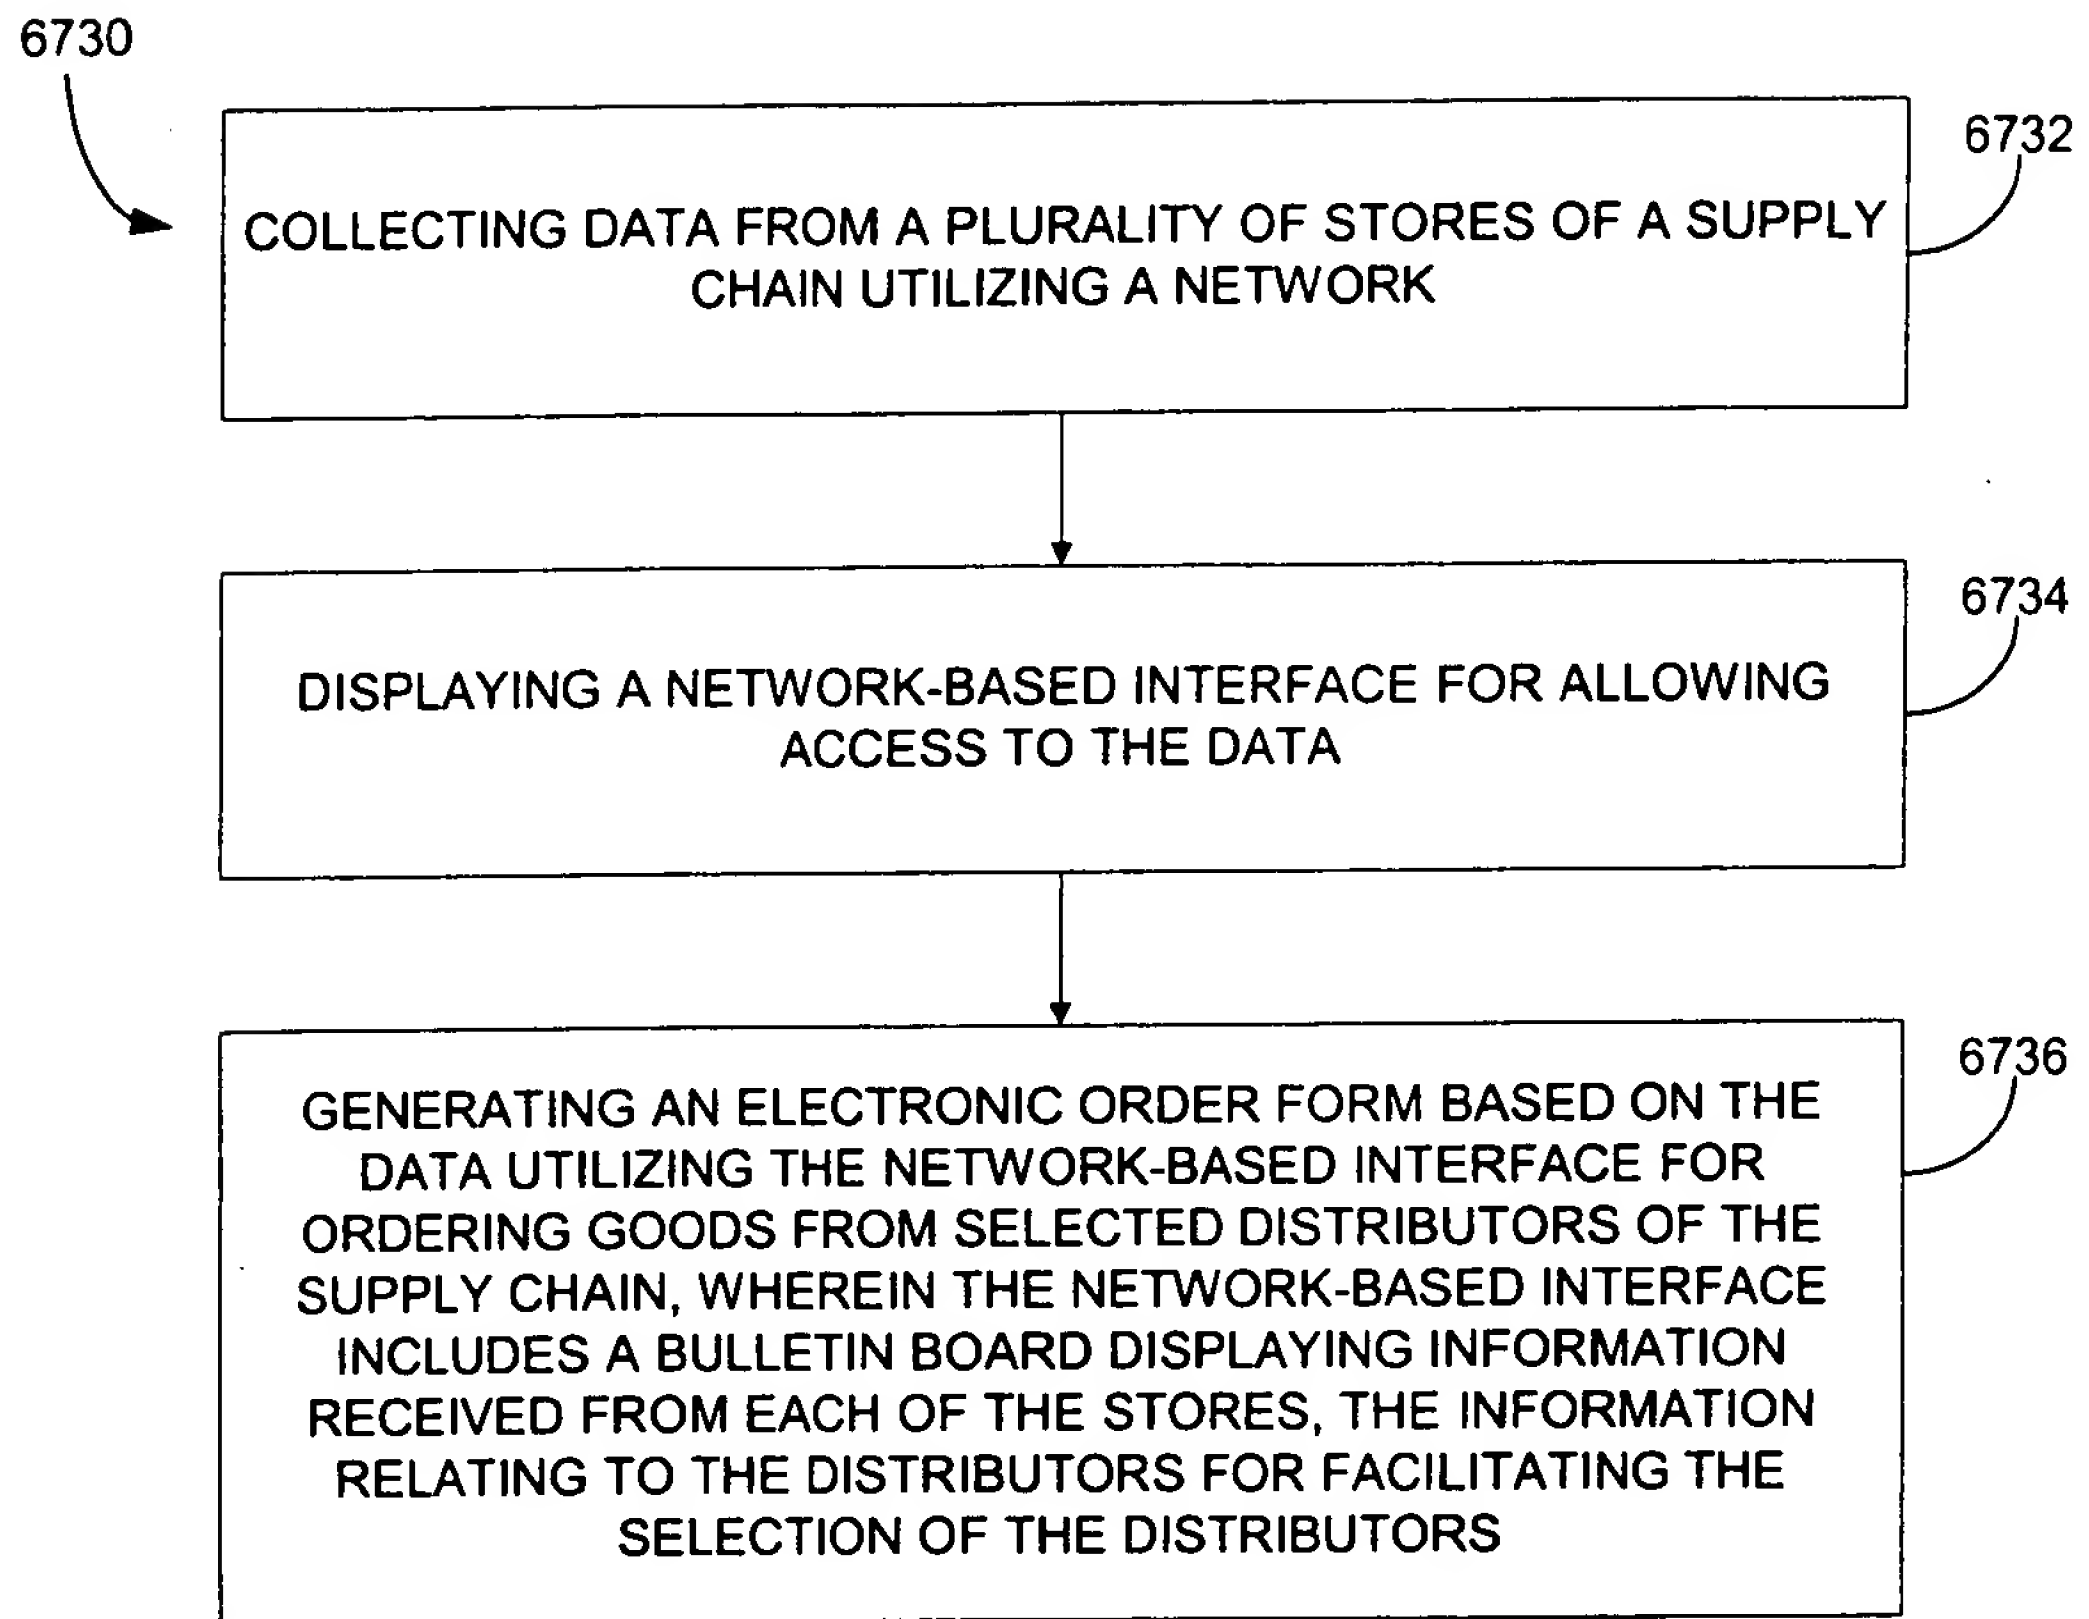 6730
6732
COLLECTING DATA FROM A PLURALITY OF STORES OF A SUPPLY
CHAIN UTILIZING A NETWORK
6734
DISPLAYING A NETWORK-BASED INTERFACE FOR ALLOWING
ACCESS TO THE DATA
6736
GENERATING AN ELECTRONIC ORDER FORM BASED ON THE
DATA UTILIZING THE NETWORK-BASED INTERFACE FOR
ORDERING GOODS FROM SELECTED DISTRIBUTORS OF THE
SUPPLY CHAIN, WHEREIN THE NETWORK-BASED INTERFACE
INCLUDES A BULLETIN BOARD DISPLAYING INFORMATION
RECEIVED FROM EACH OF THE STORES, THE INFORMATION
RELATING TO THE DISTRIBUTORS FOR FACILITATING THE
SELECTION OF THE DISTRIBUTORS